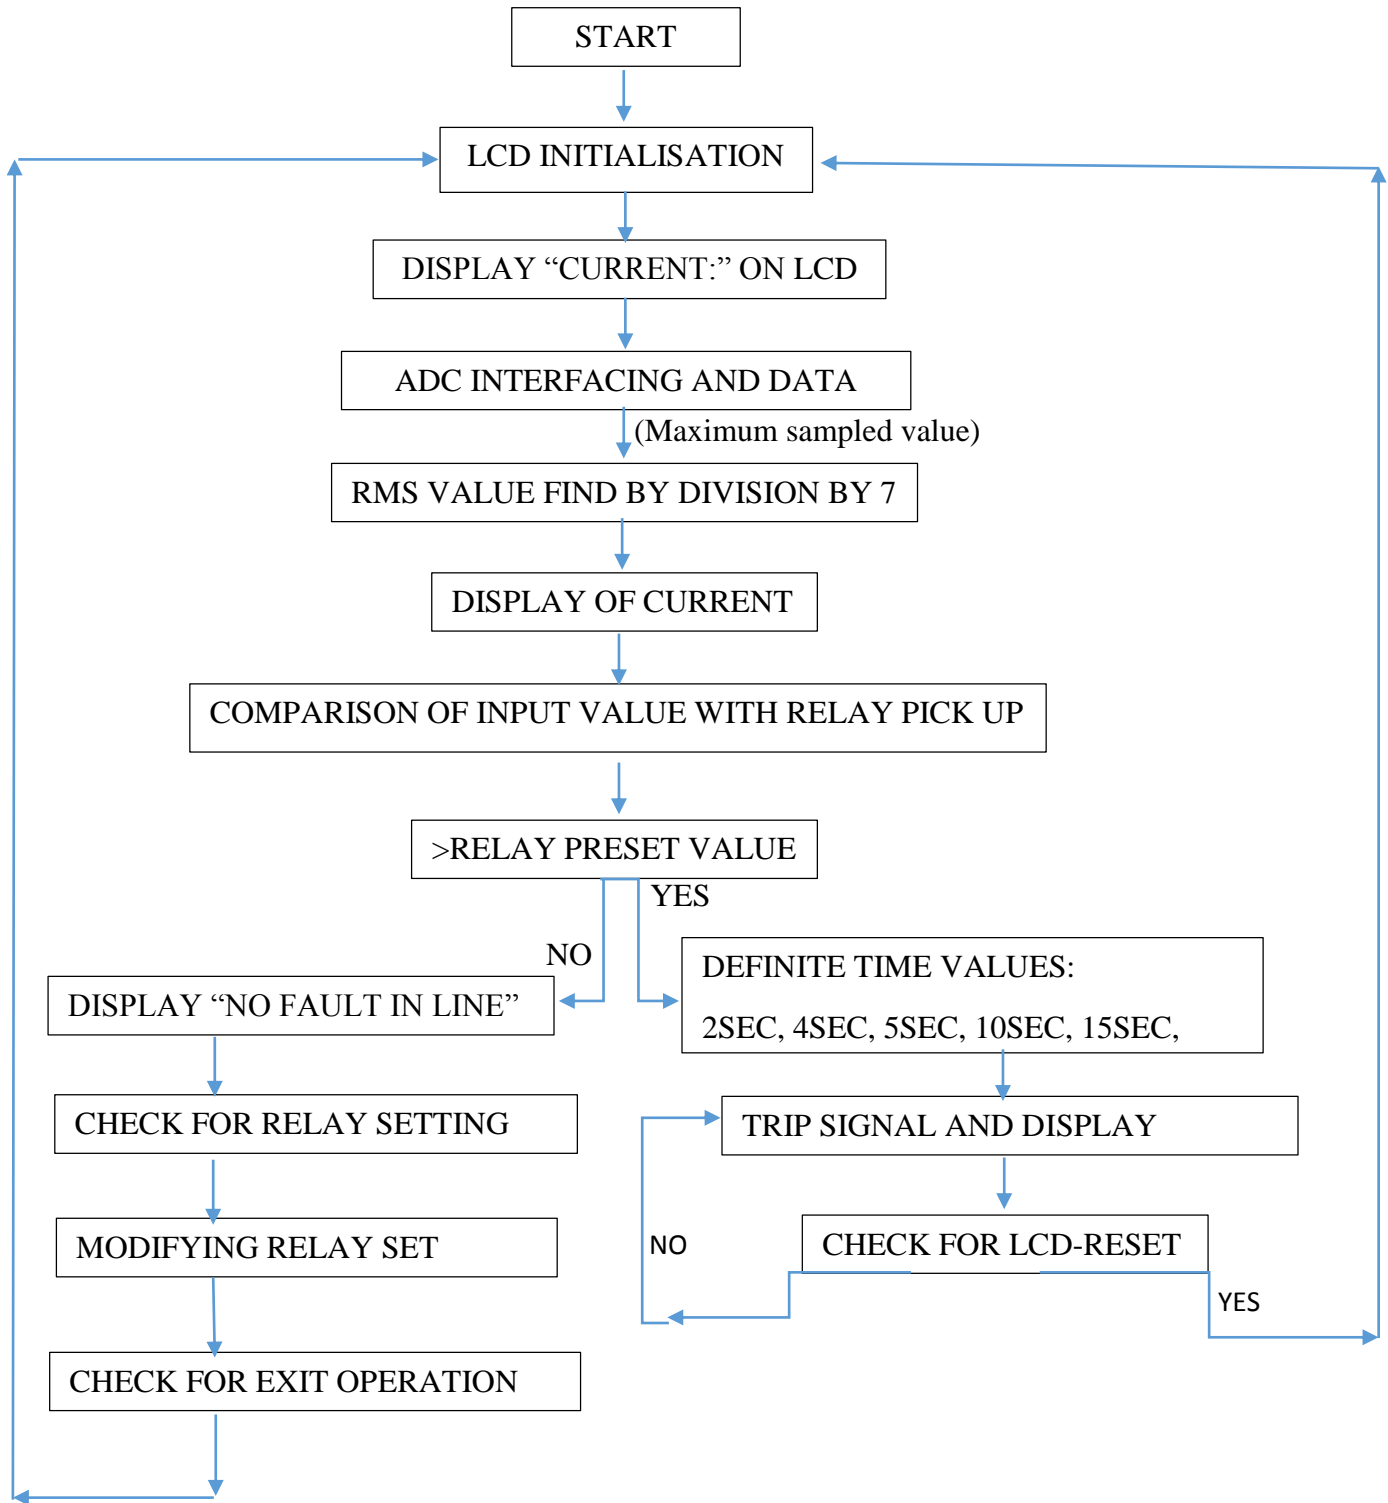 START
LCD INITIALISATION
DISPLAY “CURRENT:” ON LCD
ADC INTERFACING AND DATA
(Maximum sampled value)
RMS VALUE FIND BY DIVISION BY 7
DISPLAY OF CURRENT
COMPARISON OF INPUT VALUE WITH RELAY PICK UP
>RELAY PRESET VALUE
YES
NO
DISPLAY “NO FAULT IN LINE”
CHECK FOR RELAY SETTING
MODIFYING RELAY SET
CHECK FOR EXIT OPERATION
DEFINITE TIME VALUES:
2SEC, 4SEC, 5SEC, 10SEC, 15SEC,
TRIP SIGNAL AND DISPLAY
NO
CHECK FOR LCD-RESET
YES